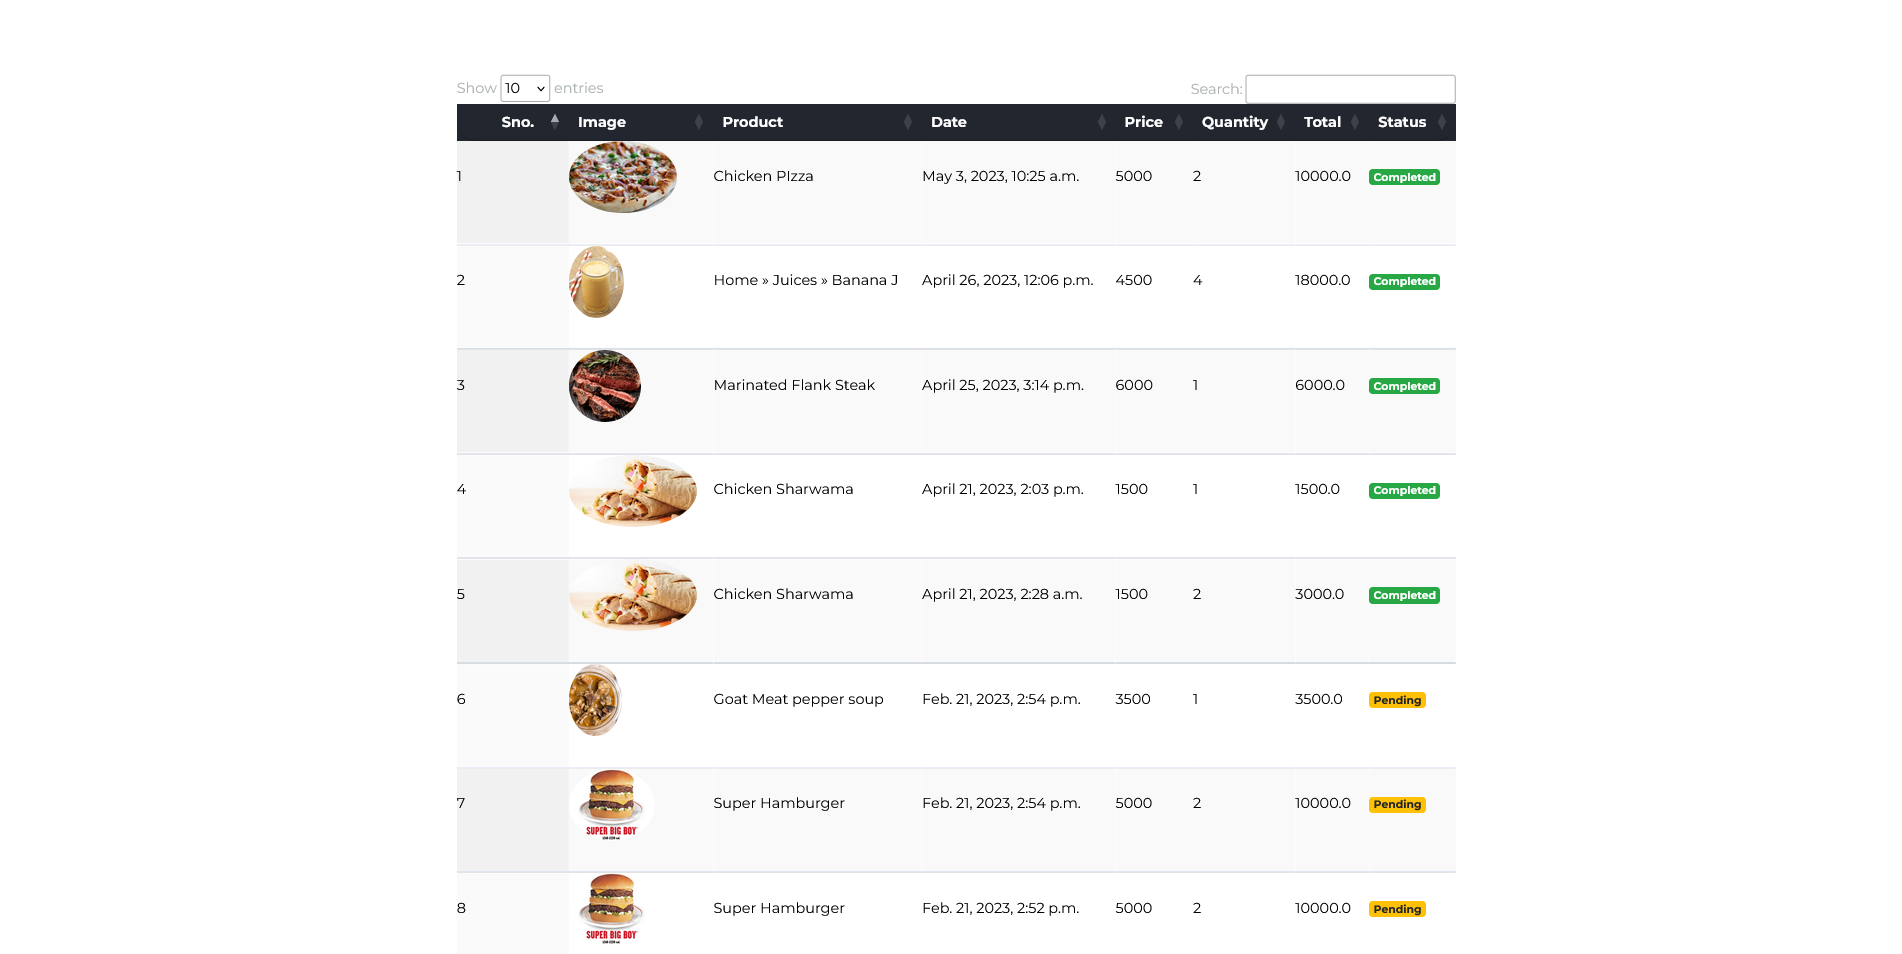 Show 10 entries Search:
Sno. Image Product Date Price Quantity Total Status
1 Chicken PIzza May 3, 2023, 10:25 a.m. 5000 2 10000.0 Completed
2 Home » Juices » Banana J April 26, 2023, 12:06 p.m. 4500 4 18000.0 Completed
3 Marinated Flank Steak April 25, 2023, 3:14 p.m. 6000 1 6000.0 Completed
4 Chicken Sharwama April 21, 2023, 2:03 p.m. 1500 1 1500.0 Completed
5 Chicken Sharwama April 21, 2023, 2:28 a.m. 1500 2 3000.0 Completed
6 Goat Meat pepper soup Feb. 21, 2023, 2:54 p.m. 3500 1 3500.0 Pending
7 Super Hamburger Feb. 21, 2023, 2:54 p.m. 5000 2 10000.0 Pending
SUPER BIG BOY
8 Super Hamburger Feb. 21, 2023, 2:52 p.m. 5000 2 10000.0 Pending
SUPER BIG BOY